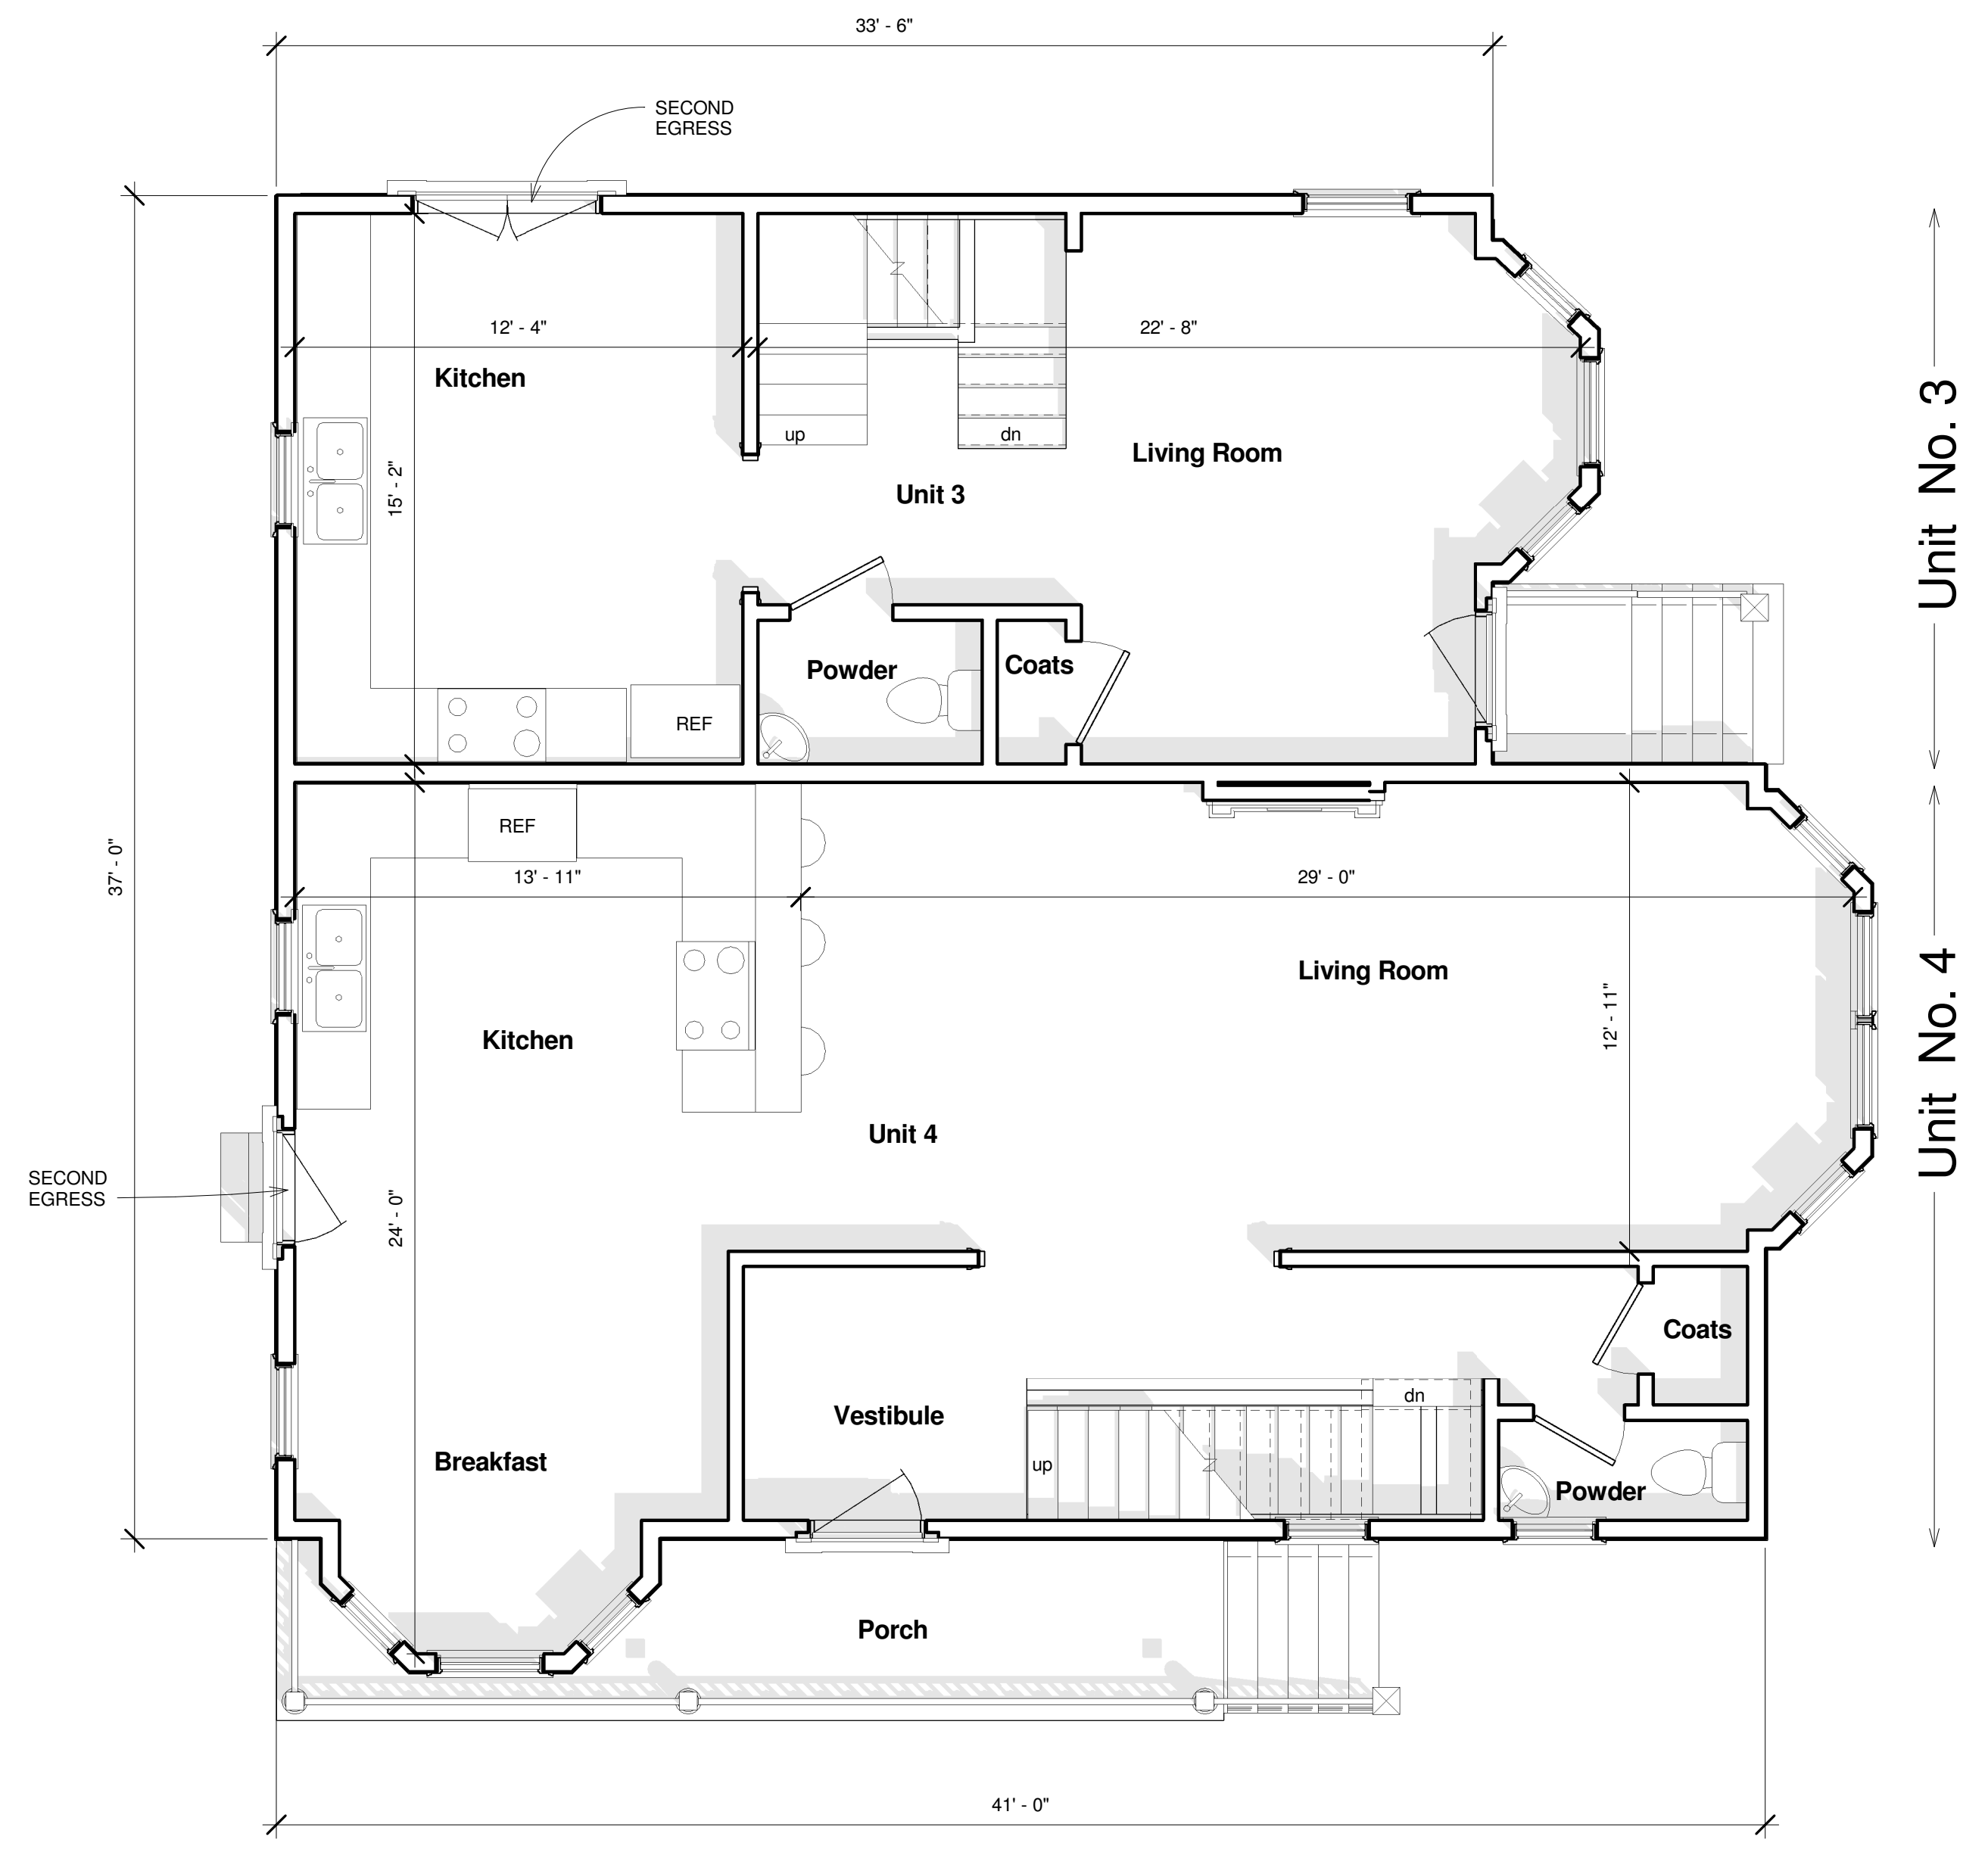 33' - 6"
SECOND
EGRESS
12' - 4"
22' - 8"
Kitchen
15' - 2"
up
dn
Living Room
Unit 3
Unit No. 3
Powder
Coats
REF
37' - 0"
REF
13' - 11"
29' - 0"
Living Room
12' - 11"
Kitchen
Unit 4
Unit No. 4
SECOND
EGRESS
24' - 0"
Coats
dn
Vestibule
up
Breakfast
Powder
Porch
41' - 0"